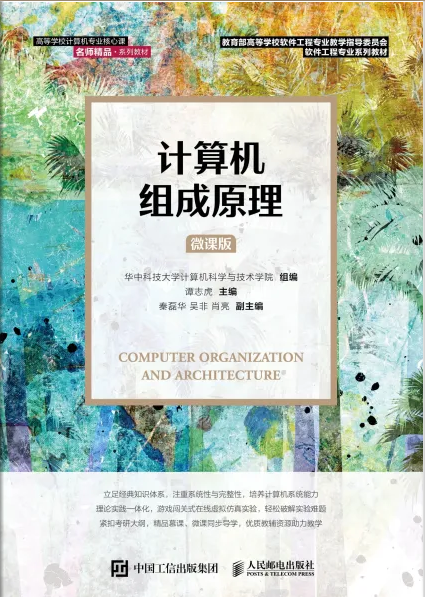 高等学校计算机专业核心课
名师精品·系列教材
教育部高等学校软件工程专业教学指导委员会
软件工程专业系列教材
计算机
组成原理
微课版
华中科技大学计算机科学与技术学院 组编
谭志虎 主编
秦磊华 吴非 肖亮 副主编
COMPUTER ORGANIZATION
AND ARCHITECTURE®
立足经典知识体系，注重系统性与完整性，培养计算机系统能力
理论实践一体化，游戏闯关式在线虚拟仿真实验，轻松破解实验难题
紧扣考研大纲，精品慕课、微课同步导学，优质教辅资源助力教学
中国工信出版集团
人民邮电出版社
POSTS & TELECOM PRESS